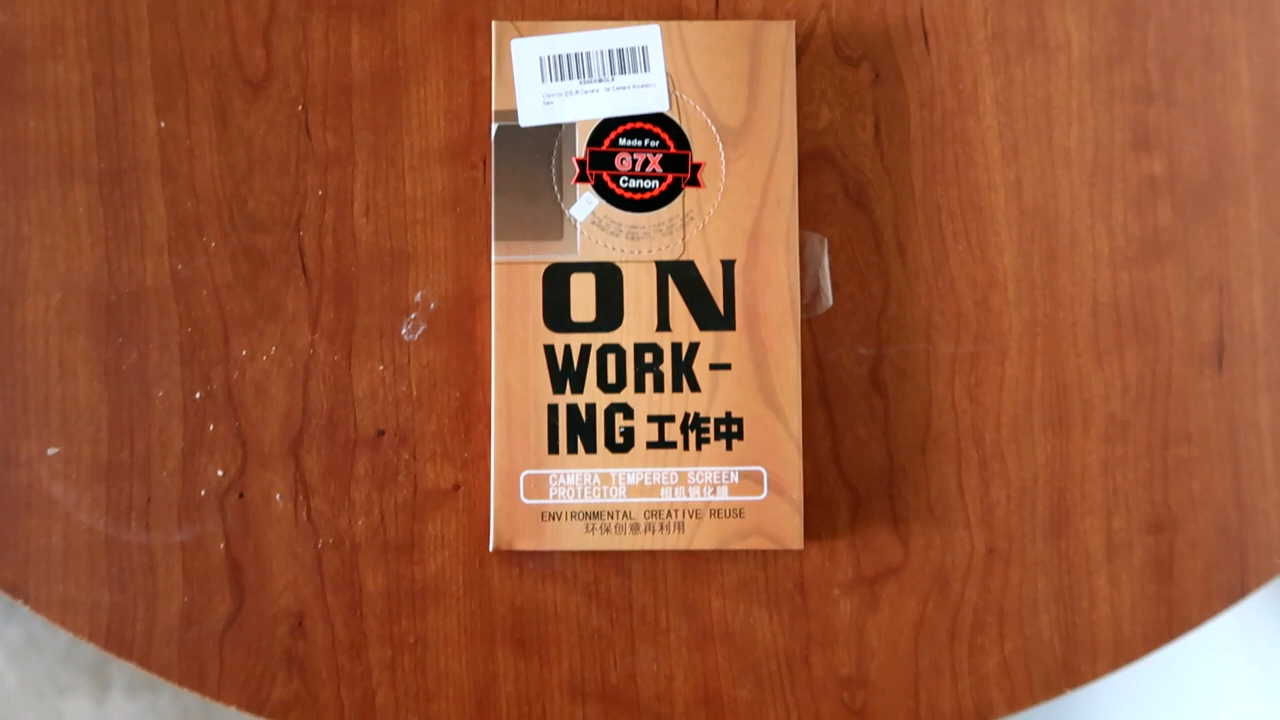 Made For
G7X
Canon
ON
WORK-
ING 工作中
CAMERA TEMPERED SCREEN
PROTECTOR 相机钢化膜
ENVIRONMENTAL CREATIVE REUSE
环保创意再利用